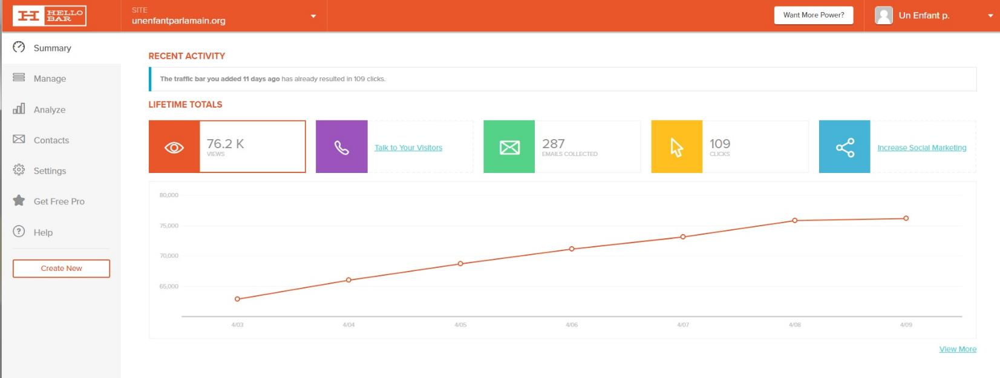 HELLO
BAR
SITE
unenfantparlamain.org
Want More Power?
Un Enfant p.
Summary
Manage
Analyze
Contacts
Settings
Get Free Pro
Help
Create New
RECENT ACTIVITY
The traffic bar you added 11 days ago has already resulted in 109 clicks.
LIFETIME TOTALS
76.2 K
VIEWS
Talk to Your Visitors
287
EMAILS COLLECTED
109
CLICKS
Increase Social Marketing
80,000
75,000
70,000
65,000
4/03 4/04 4/05 4/06 4/07 4/08 4/09
View More